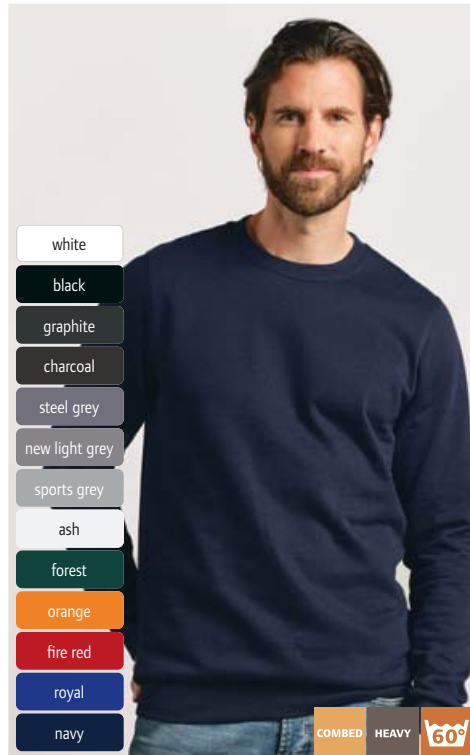 white
black
graphite
charcoal
steel grey
new light grey
sports grey
ash
forest
orange
fire red
royal
navy
COMBED HEAVY 60°